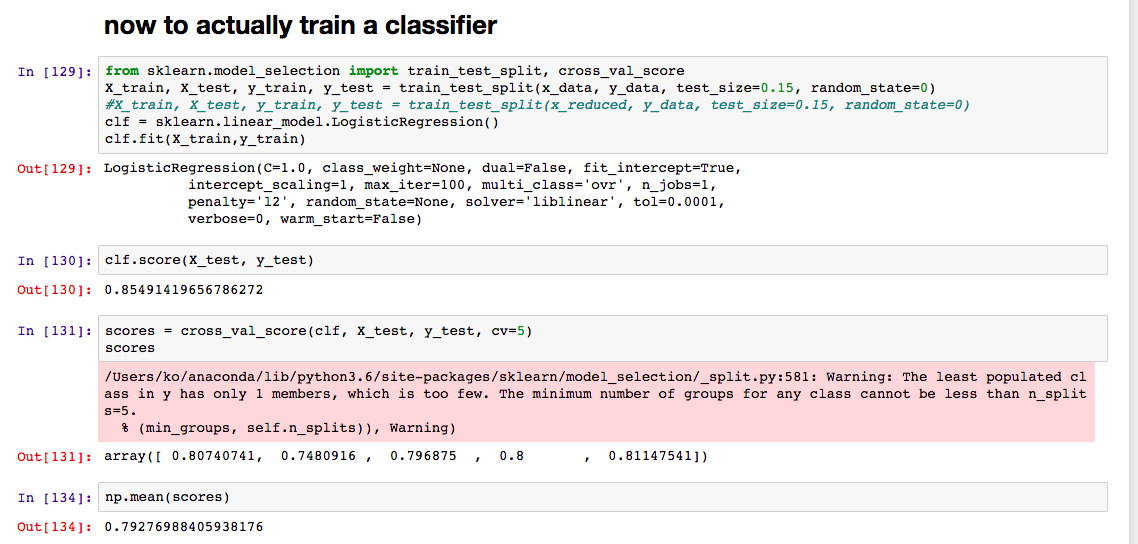 now to actually train a classifier
In [129]: from sklearn.model_selection import train_test_split, cross_val_score
X_train, X_test, y_train, y_test = train_test_split(x_data, y_data, test_size=0.15, random_state=0)
#X_train, X_test, y_train, y_test = train_test_split(x_reduced, y_data, test_size=0.15, random_state=0)
clf = sklearn.linear_model.LogisticRegression()
clf.fit(X_train,y_train)
Out[129]: LogisticRegression(C=1.0, class_weight=None, dual=False, fit_intercept=True,
intercept_scaling=1, max_iter=100, multi_class='ovr', n_jobs=1,
penalty='l2', random_state=None, solver='liblinear', tol=0.0001,
verbose=0, warm_start=False)
In [130]: clf.score(X_test, y_test)
Out[130]: 0.85491419656786272
In [131]: scores = cross_val_score(clf, X_test, y_test, cv=5)
scores
/Users/ko/anaconda/lib/python3.6/site-packages/sklearn/model_selection/_split.py:581: Warning: The least populated cl
ass in y has only 1 members, which is too few. The minimum number of groups for any class cannot be less than n_split
s=5.
% (min_groups, self.n_splits)), Warning)
Out[131]: array([ 0.80740741,  0.7480916 ,  0.796875  ,  0.8       ,  0.81147541])
In [134]: np.mean(scores)
Out[134]: 0.79276988405938176